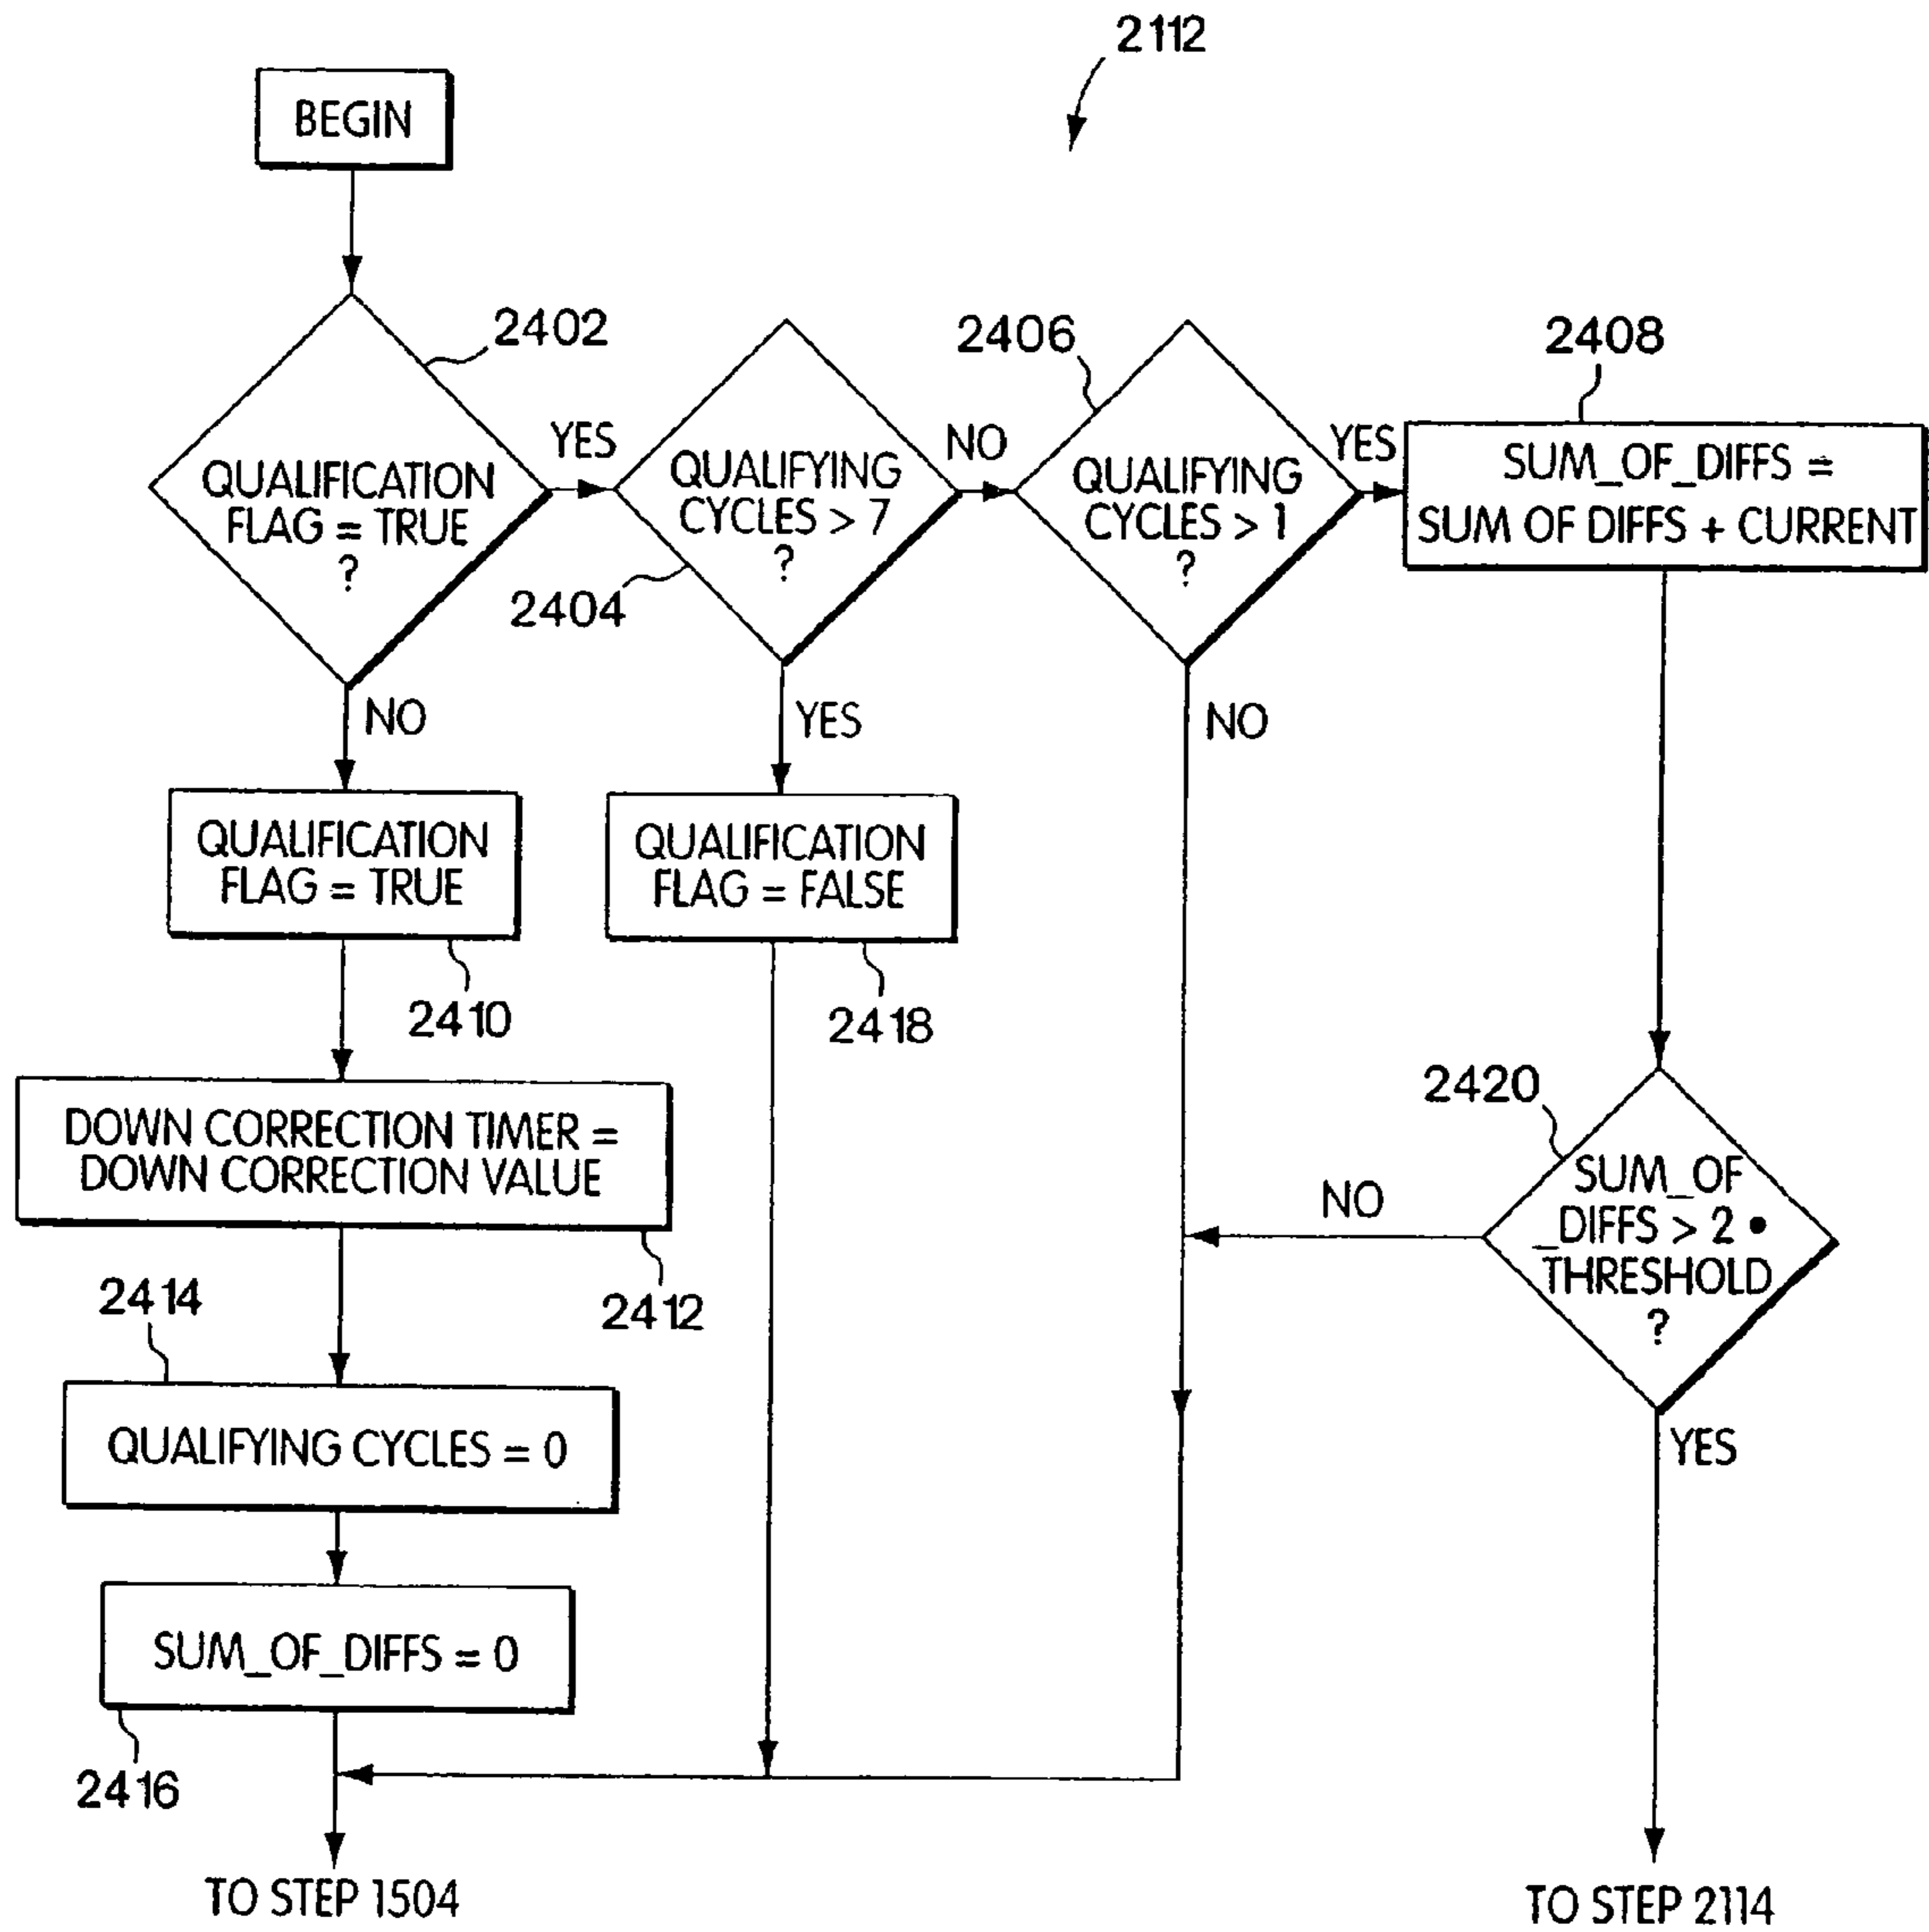 2112
BEGIN
2402
2406
2408
YES
NO
YES
QUALIFICATION
FLAG = TRUE
?
QUALIFYING
CYCLES > 7
?
QUALIFYING
CYCLES > 1
?
SUM_OF_DIFFS =
SUM OF DIFFS + CURRENT
2404
NO
YES
NO
QUALIFICATION
FLAG = TRUE
QUALIFICATION
FLAG = FALSE
2410
2418
2420
DOWN CORRECTION TIMER =
DOWN CORRECTION VALUE
SUM_OF
_DIFFS > 2 •
THRESHOLD
?
NO
2414
2412
QUALIFYING CYCLES = 0
YES
SUM_OF_DIFFS = 0
2416
TO STEP 1504
TO STEP 2114